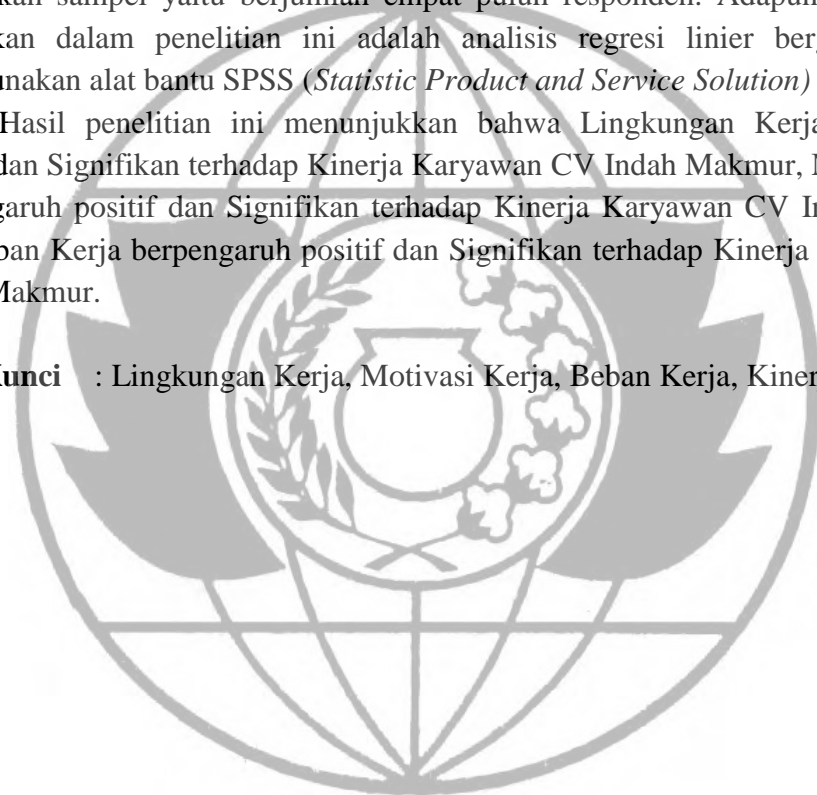 kan sampel yaitu berjumlah empat puluh responden. Adapun
kan dalam penelitian ini adalah analisis regresi linier ber
unakan alat bantu SPSS (Statistic Product and Service Solution)
Hasil penelitian ini menunjukkan bahwa Lingkungan Kerja
dan Signifikan terhadap Kinerja Karyawan CV Indah Makmur,
garuh positif dan Signifikan terhadap Kinerja Karyawan CV In
ban Kerja berpengaruh positif dan Signifikan terhadap Kinerja
Makmur.
unci : Lingkungan Kerja, Motivasi Kerja, Beban Kerja, Kiner